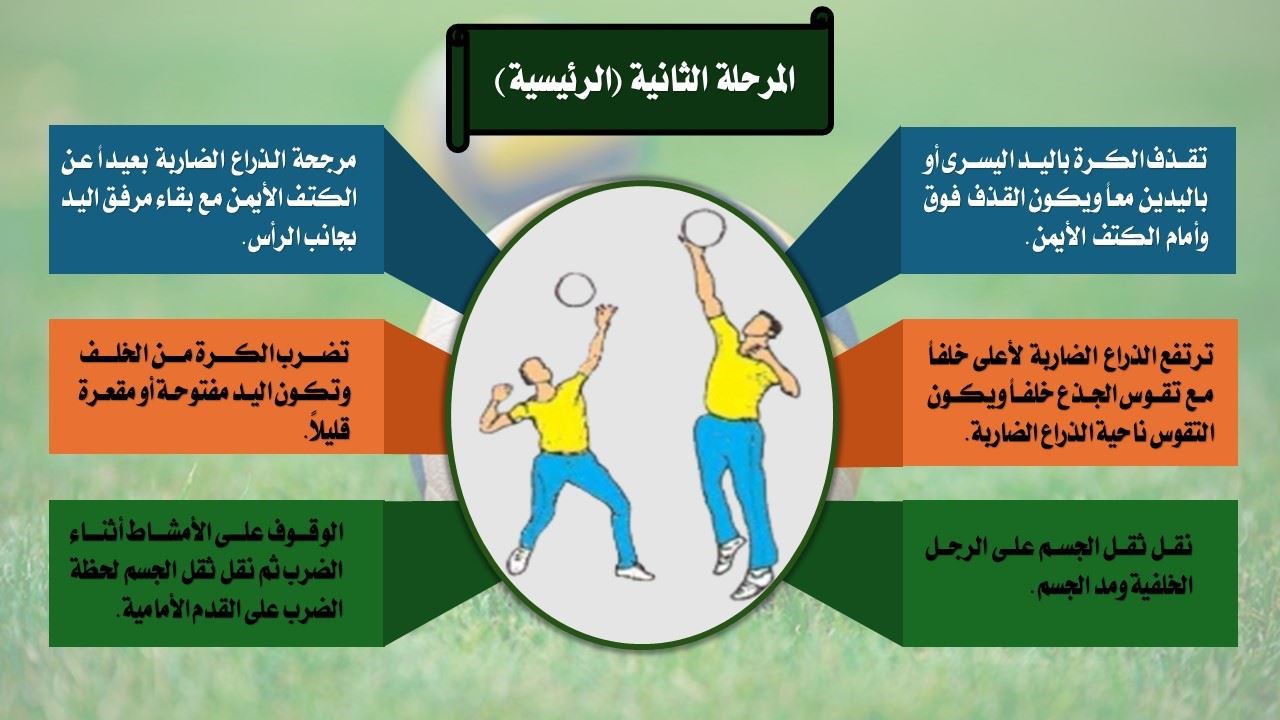 المرحلة الثانية (الرئيسية)
تقذف الكرة باليد اليسرى أو
باليدين معاً ويكون القذف فوق
وأمام الكتف الأيمن.
ترتفع الذراع الضاربة لأعلى خلفاً
مع تقوس الجذع خلفاً ويكون
التقوس ناحية الذراع الضاربة.
نقل ثقل الجسم على الرجل
الخلفية ومد الجسم.
مرجحة الذراع الضاربة بعيداً عن
الكتف الأيمن مع بقاء مرفق اليد
بجانب الرأس.
تضرب الكرة من الخلف
وتكون اليد مفتوحة أو مقعرة
قليلاً.
الوقوف على الأمشاط أثناء
الضرب ثم نقل ثقل الجسم لحظة
الضرب على القدم الأمامية.